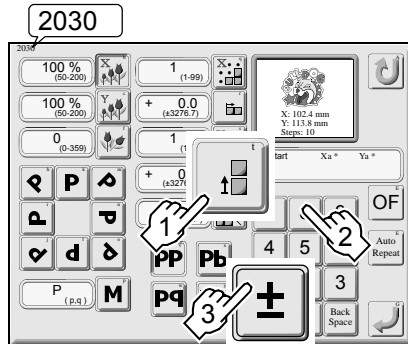 2030
2030
100 %
(50-200)
X
1
(1-99)
X
100 %
(50-200)
Y
+ 0.0
(±3276.7)
X: 102.4 mm
Y: 113.8 mm
Steps: 10
0
(0-359)
1
t
tart Xa * Ya *
+ 0
(±3276
P P P
P P
P d P
OF
1
2
4 5
Auto
Repeat
PP Pb
3
P
(p,q)
M
Pq
3
±
Back
Space